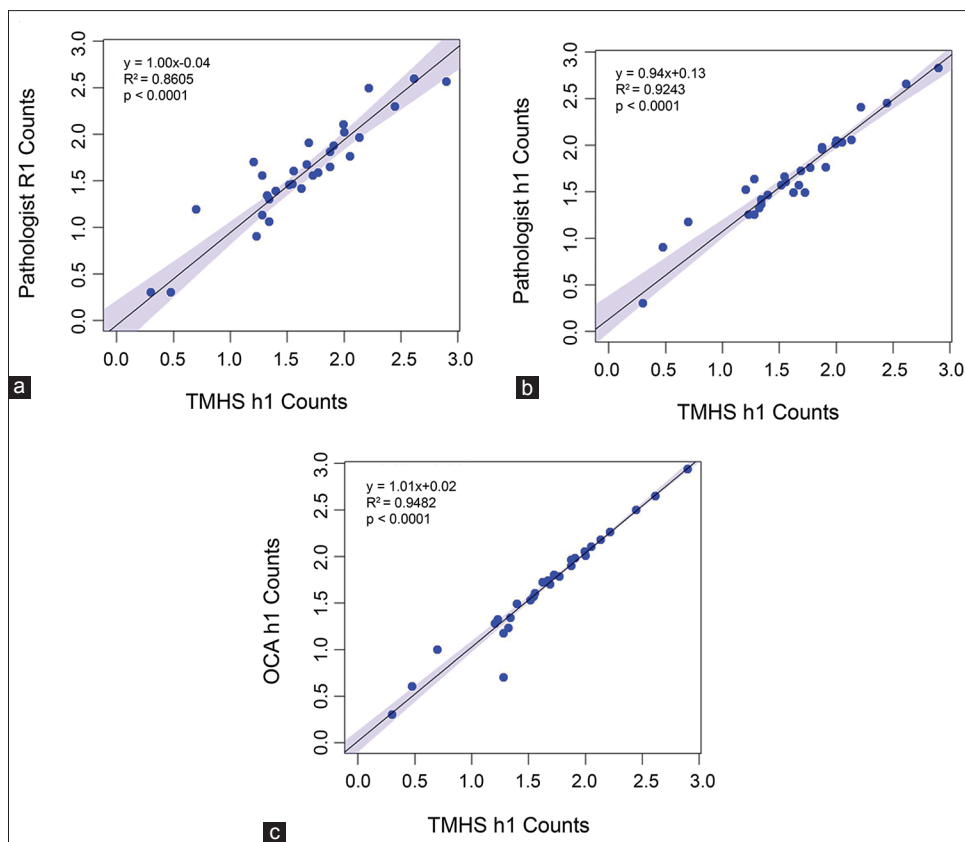 y = 1.00x-0.04
R² = 0.8605
p < 0.0001
Pathologist R1 Counts
0.0 0.5 1.0 1.5 2.0 2.5 3.0
0.0 0.5 1.0 1.5 2.0 2.5 3.0
TMHS h1 Counts
a
y = 0.94x+0.13
R² = 0.9243
p < 0.0001
Pathologist h1 Counts
0.0 0.5 1.0 1.5 2.0 2.5 3.0
0.0 0.5 1.0 1.5 2.0 2.5 3.0
TMHS h1 Counts
b
y = 1.01x+0.02
R² = 0.9482
p < 0.0001
OCA h1 Counts
0.0 0.5 1.0 1.5 2.0 2.5 3.0
0.0 0.5 1.0 1.5 2.0 2.5 3.0
TMHS h1 Counts
c